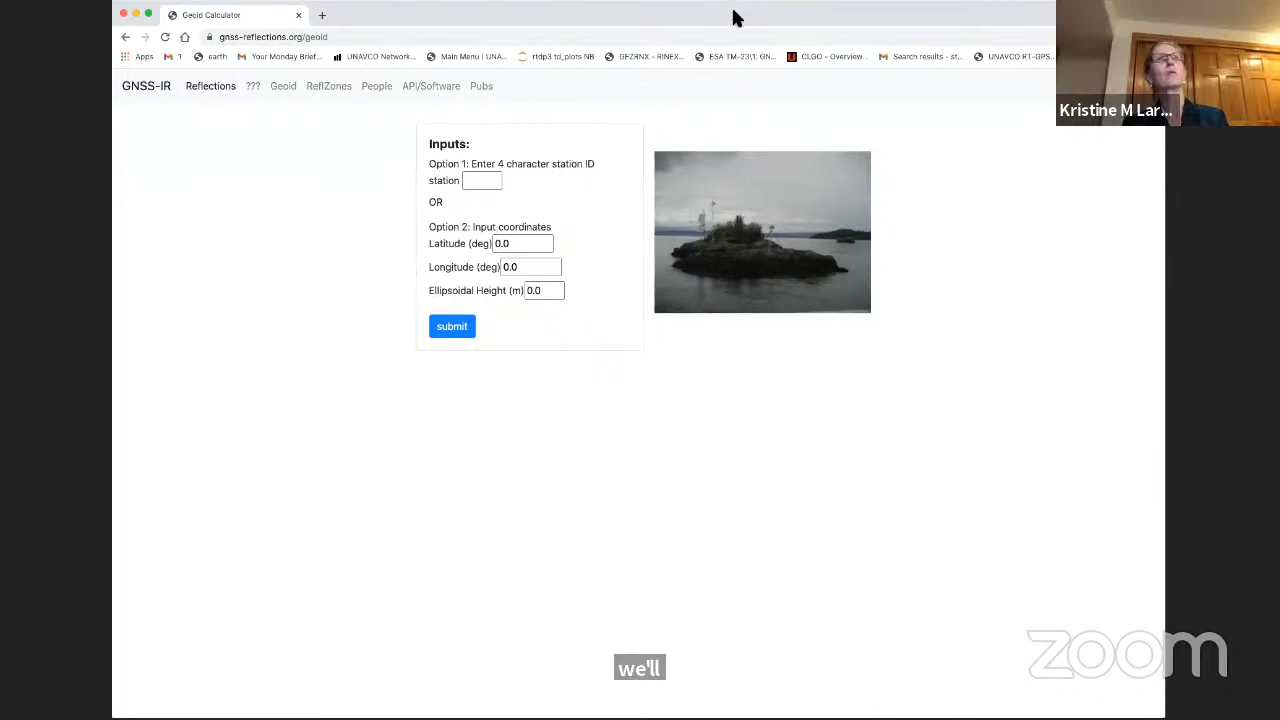 Geoid Calculator
gnss-reflections.org/geoid
Apps 1 earth Your Monday Brief... UNAVCO Network... Main Menu | UNA... rtdp3 td_plots NB GFZRNX - RINEX... ESA TM-23\1: GN... CLGO - Overview... Search results - st... UNAVCO RT-GPS...
GNSS-IR Reflections ??? Geoid ReflZones People API/Software Pubs
Kristine M Lar...
Inputs:
Option 1: Enter 4 character station ID
station
OR
Option 2: Input coordinates
Latitude (deg) 0.0
Longitude (deg) 0.0
Ellipsoidal Height (m) 0.0
submit
zoom
we'll